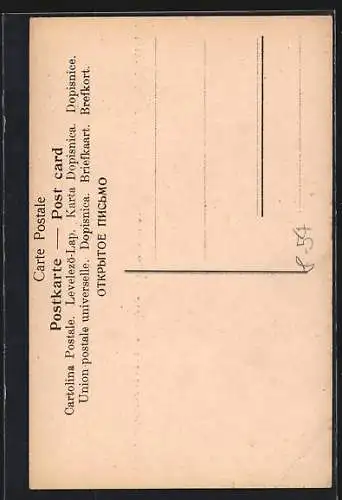 Carte Postale
Postkarte — Post card
Cartolina Postale. Levelező-Lap. Karta Dopisnica. Dopisnice.
Union postale universelle. Dopisnica. Briefkaart. Brefkort.
ОТКРЫТОЕ ПИСЬМО